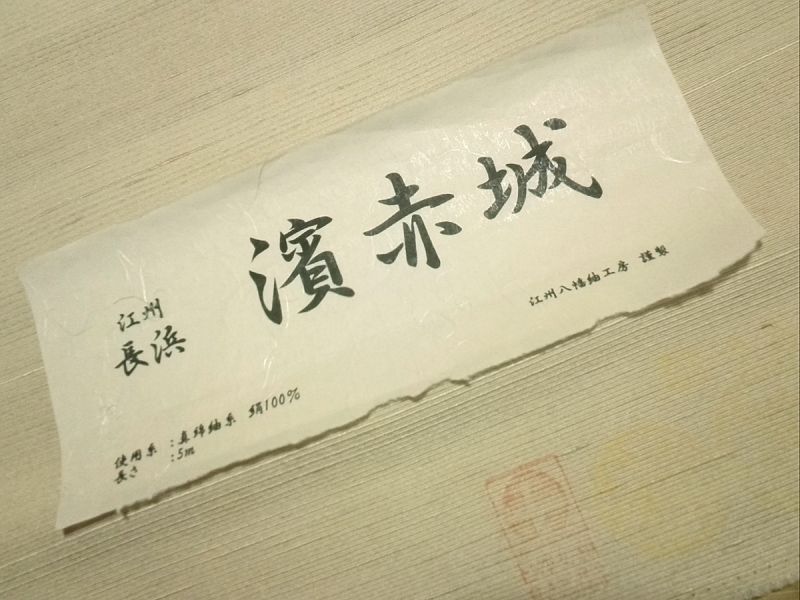 濱赤城
江州
長浜
江州八幡紬工房 謹製
使用糸 :真綿紬糸 絹100%
長さ :5m